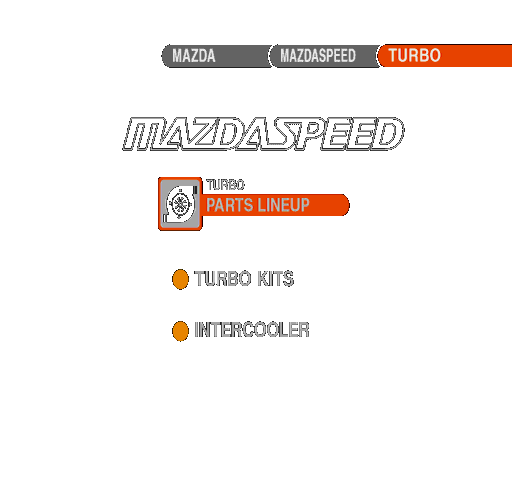 MAZDA MAZDASPEED TURBO
MAZDASPEED
TURBO
PARTS LINEUP
TURBO KITS
INTERCOOLER